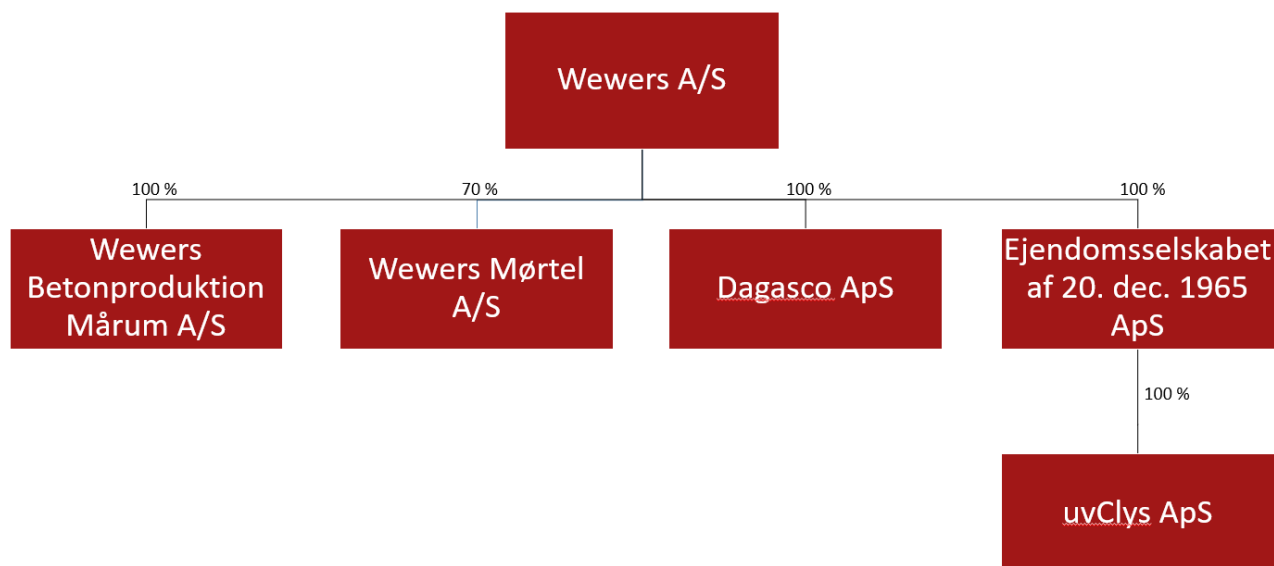 Wewers A/S
100 %
70 %
100 %
100 %
Wewers
Betonproduktion
Mårum A/S
Wewers Mørtel
A/S
Dagasco ApS
Ejendomsselskabet
af 20. dec. 1965
ApS
100 %
uvClys ApS